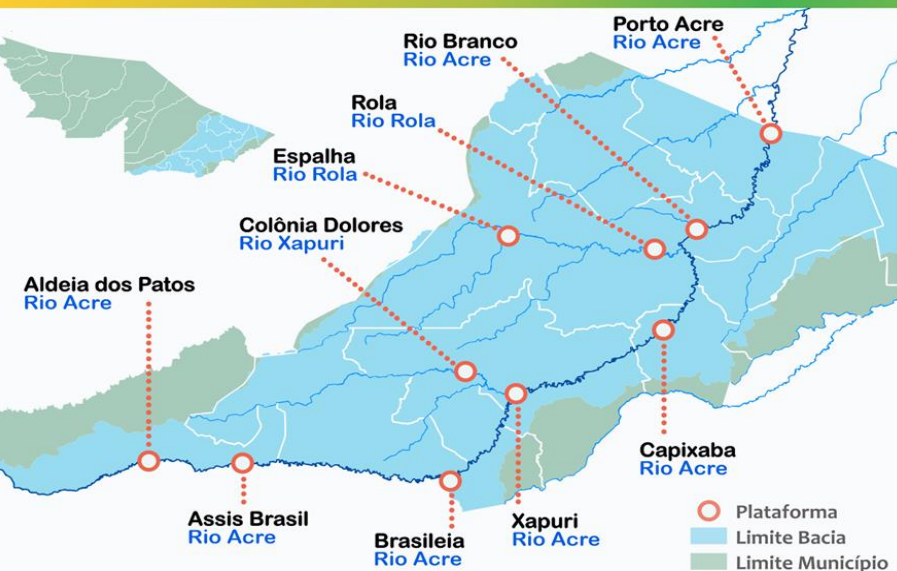 Porto Acre
Rio Acre
Rio Branco
Rio Acre
Rola
Rio Rola
Espalha
Rio Rola
Colônia Dolores
Rio Xapuri
Aldeia dos Patos
Rio Acre
Assis Brasil
Rio Acre
Brasileia
Rio Acre
Xapuri
Rio Acre
Capixaba
Rio Acre
Plataforma
Limite Bacia
Limite Município